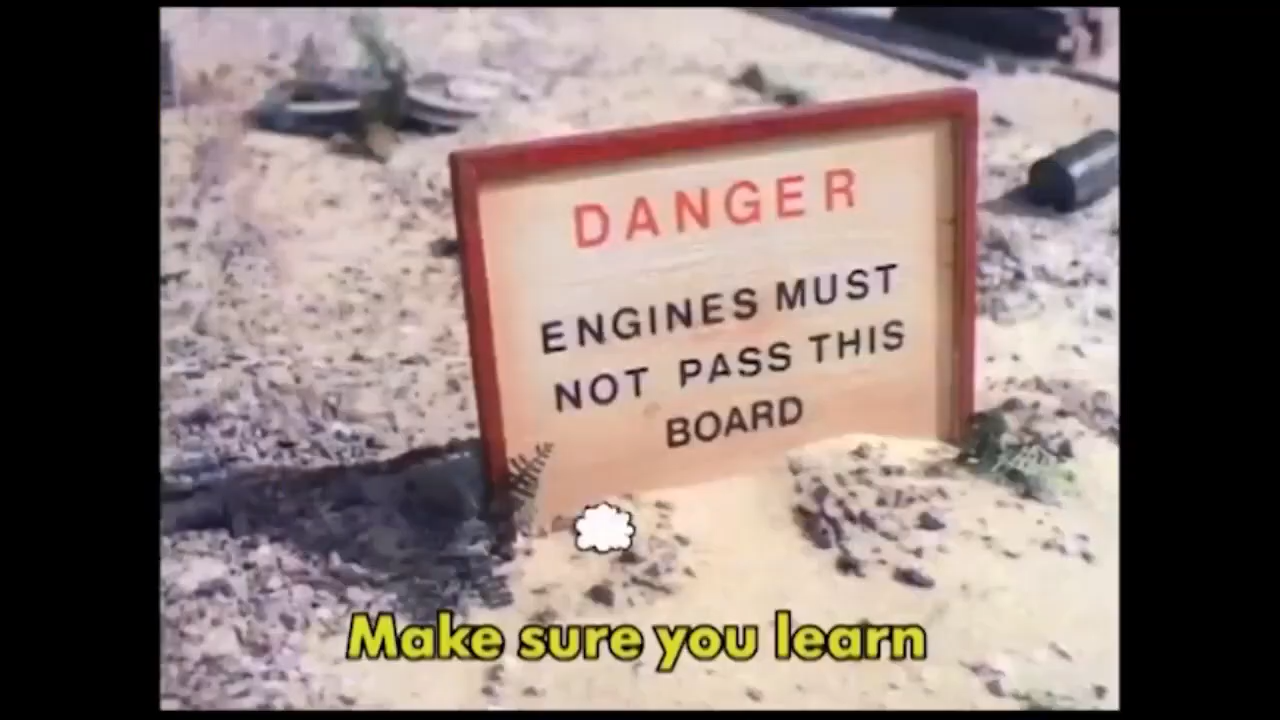 DANGER
ENGINES MUST
NOT PASS THIS
BOARD
Make sure you learn